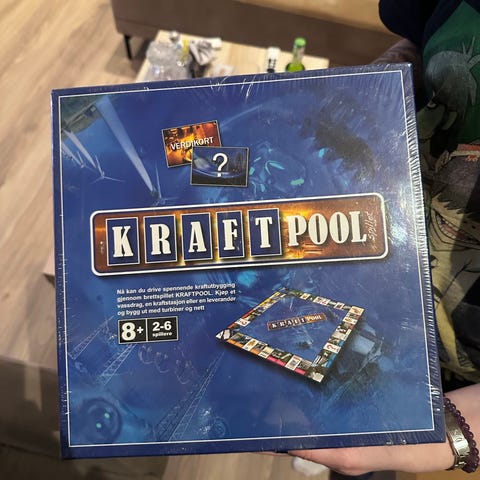 VERDIKORT
?
KRAFTPOOL
spillet
Nå kan du drive spennende kraftutbygging
gjennom brettspillet KRAFTPOOL. Kjøp et
vassdrag, en kraftstasjon eller en leverandør
og bygg ut med turbiner og nett
8+
2-6
spillere
KRAFTPOOL